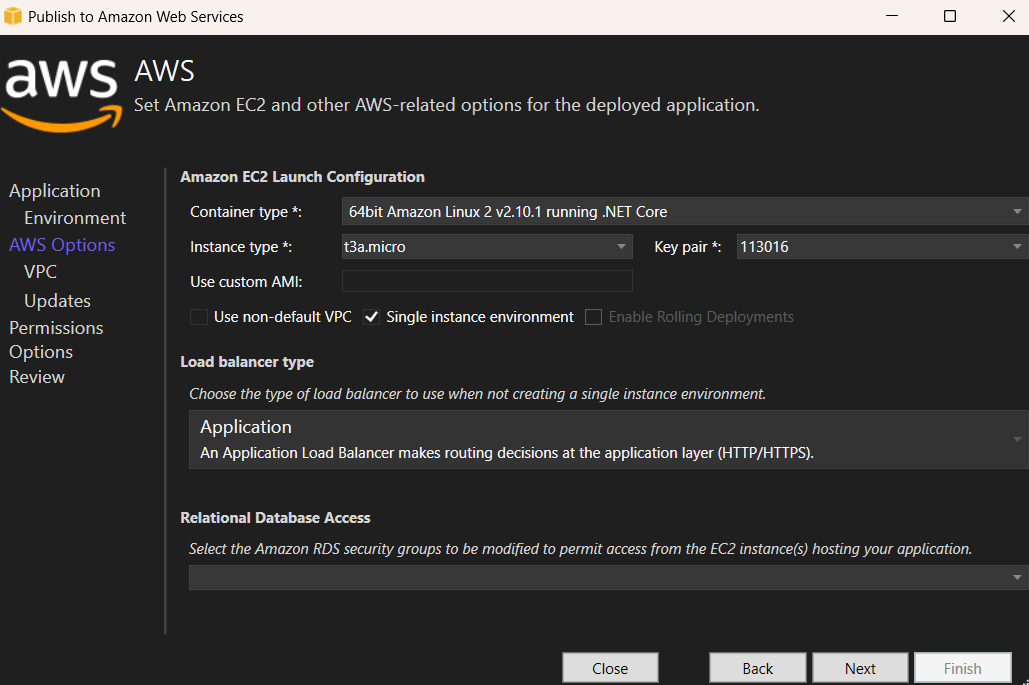 Publish to Amazon Web Services
aws
AWS
Set Amazon EC2 and other AWS-related options for the deployed application.
Application
Environment
AWS Options
VPC
Updates
Permissions
Options
Review
Amazon EC2 Launch Configuration
Container type *: 64bit Amazon Linux 2 v2.10.1 running .NET Core
Instance type *: t3a.micro Key pair *: 113016
Use custom AMI:
Use non-default VPC Single instance environment Enable Rolling Deployments
Load balancer type
Choose the type of load balancer to use when not creating a single instance environment.
Application
An Application Load Balancer makes routing decisions at the application layer (HTTP/HTTPS).
Relational Database Access
Select the Amazon RDS security groups to be modified to permit access from the EC2 instance(s) hosting your application.
Close Back Next Finish